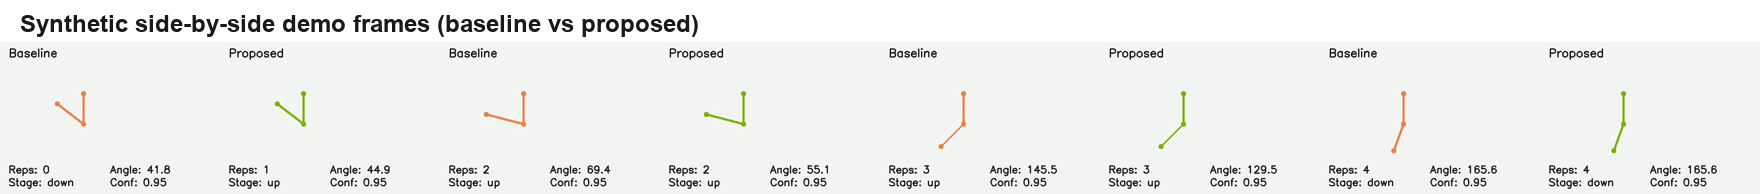 Synthetic side-by-side demo frames (baseline vs proposed)
Baseline
Reps: 0 Angle: 41.8
Stage: down Conf: 0.95
Proposed
Reps: 1 Angle: 44.9
Stage: up Conf: 0.95
Baseline
Reps: 2 Angle: 69.4
Stage: up Conf: 0.95
Proposed
Reps: 2 Angle: 55.1
Stage: up Conf: 0.95
Baseline
Reps: 3 Angle: 145.5
Stage: up Conf: 0.95
Proposed
Reps: 3 Angle: 129.5
Stage: up Conf: 0.95
Baseline
Reps: 4 Angle: 165.6
Stage: down Conf: 0.95
Proposed
Reps: 4 Angle: 165.6
Stage: down Conf: 0.95